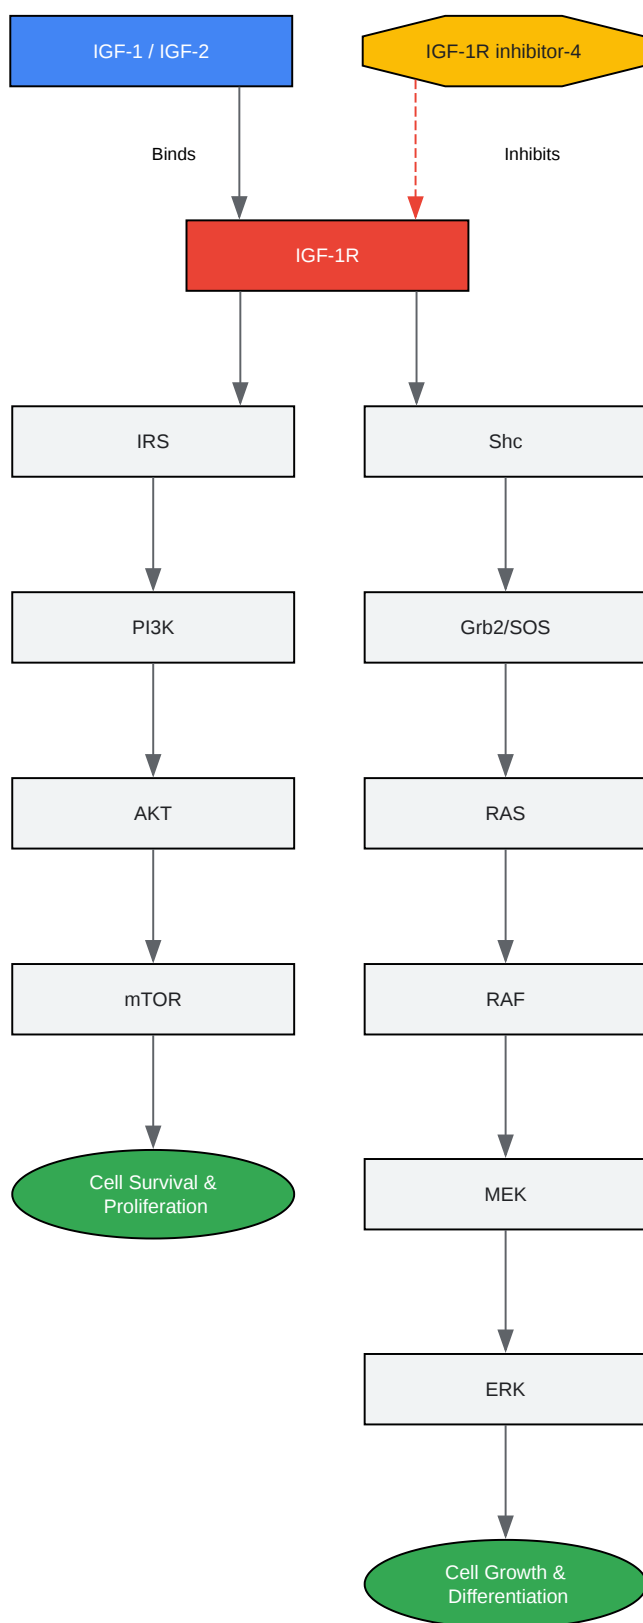 IGF-1 / IGF-2
IGF-1R inhibitor-4
Binds
Inhibits
IGF-1R
IRS
Shc
PI3K
Grb2/SOS
AKT
RAS
mTOR
RAF
Cell Survival &
Proliferation
MEK
ERK
Cell Growth &
Differentiation